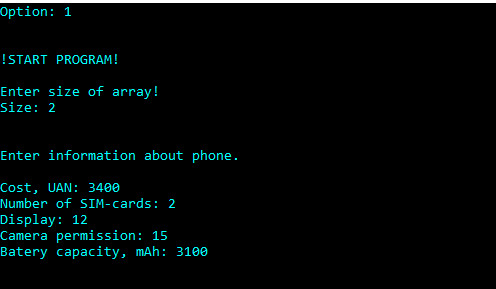 Option: 1
!START PROGRAM!
Enter size of array!
Size: 2
Enter information about phone.
Cost, UAN: 3400
Number of SIM-cards: 2
Display: 12
Camera permission: 15
Batery capacity, mAh: 3100